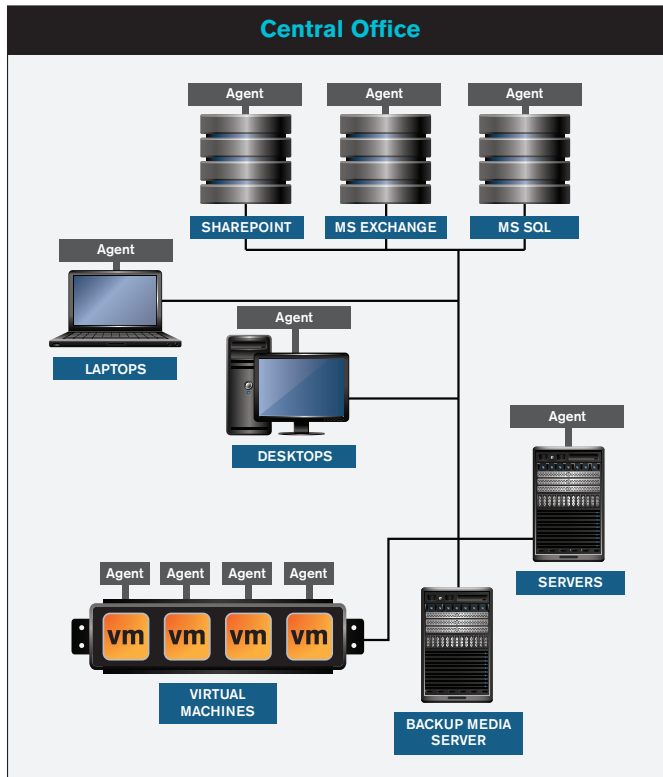 Central Office
Agent
Agent
Agent
SHAREPOINT
MS EXCHANGE
MS SQL
Agent
LAPTOPS
Agent
DESKTOPS
Agent
SERVERS
Agent
Agent
Agent
Agent
vm
vm
vm
vm
VIRTUAL
MACHINES
BACKUP MEDIA
SERVER